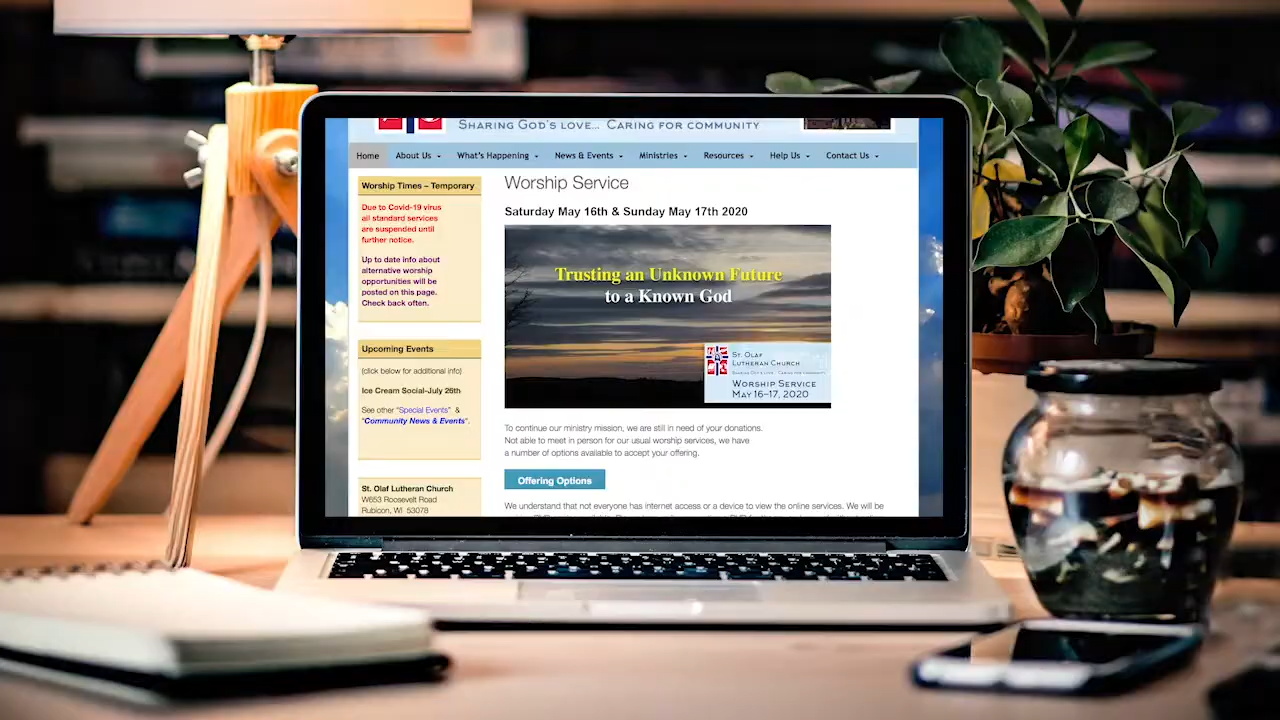 Sharing God's love... Caring for community
Home About Us What's Happening News & Events Ministries Resources Help Us Contact Us
Worship Times – Temporary
Due to Covid-19 virus
all standard services
are suspended until
further notice.
Up to date info about
alternative worship
opportunities will be
posted on this page.
Check back often.
Upcoming Events
(click below for additional info)
Ice Cream Social-July 26th
See other "Special Events" &
"Community News & Events".
St. Olaf Lutheran Church
W653 Roosevelt Road
Rubicon, WI 53078
Worship Service
Saturday May 16th & Sunday May 17th 2020
Trusting an Unknown Future
to a Known God
St. Olaf
Lutheran Church
Sharing God's love... Caring for community
Worship Service
May 16-17, 2020
To continue our ministry mission, we are still in need of your donations.
Not able to meet in person for our usual worship services, we have
a number of options available to accept your offering.
Offering Options
We understand that not everyone has internet access or a device to view the online services. We will be